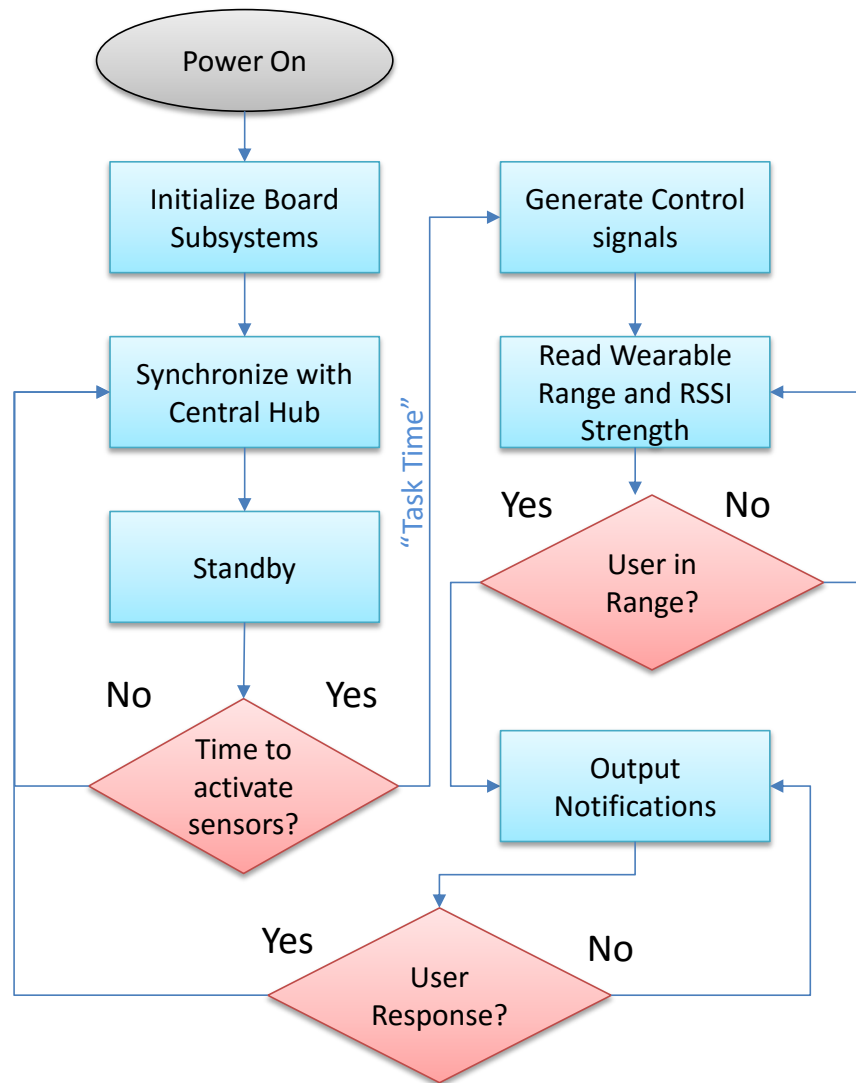 Power On
Initialize Board
Subsystems
Synchronize with
Central Hub
Standby
No
Yes
Time to
activate
sensors?
“Task Time”
Generate Control
signals
Read Wearable
Range and RSSI
Strength
Yes
No
User in
Range?
Output
Notifications
Yes
No
User
Response?